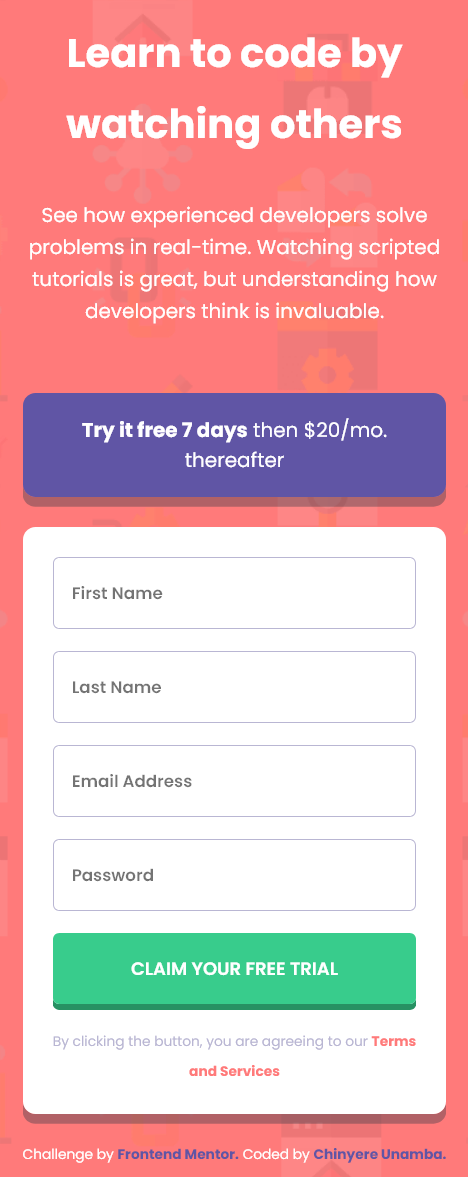 Learn to code by
watching others
See how experienced developers solve
problems in real-time. Watching scripted
tutorials is great, but understanding how
developers think is invaluable.
Try it free 7 days then $20/mo.
thereafter
First Name
Last Name
Email Address
Password
CLAIM YOUR FREE TRIAL
By clicking the button, you are agreeing to our Terms
and Services
Challenge by Frontend Mentor. Coded by Chinyere Unamba.